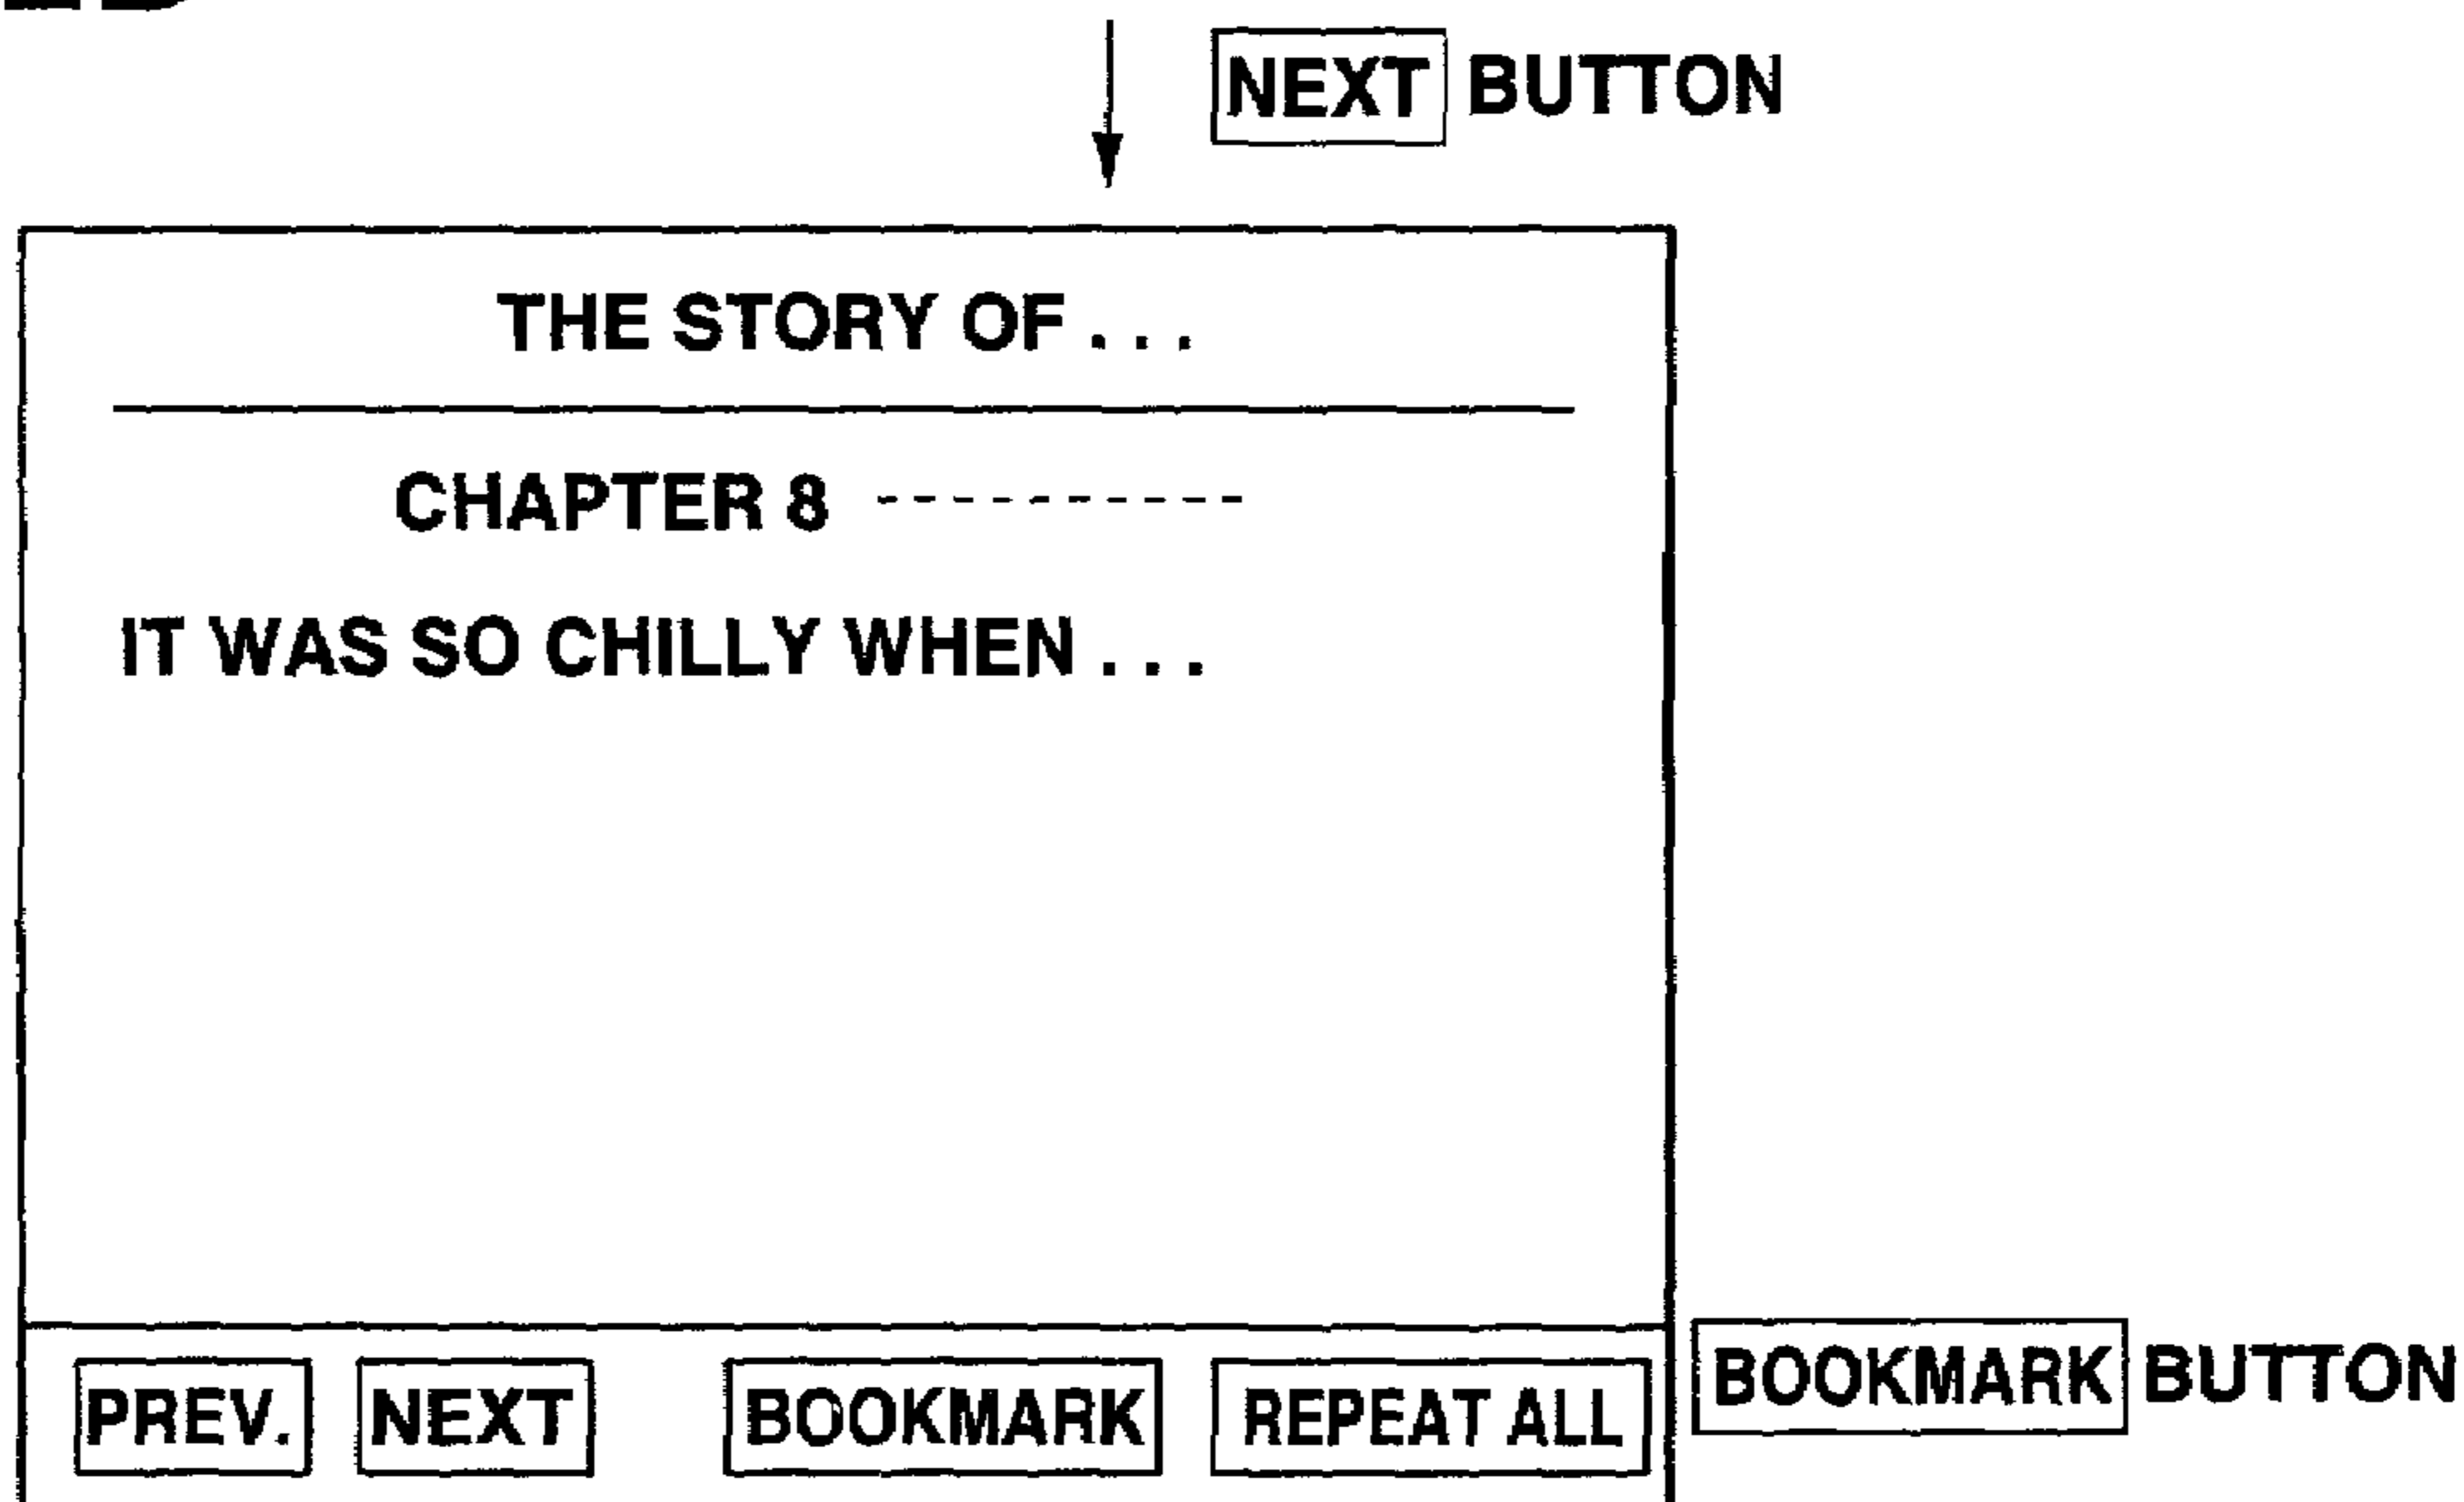 NEXT BUTTON
THE STORY OF . . .
CHAPTER 8 ----------
IT WAS SO CHILLY WHEN . . .
PREV. NEXT BOOKMARK REPEAT ALL BOOKMARK BUTTON